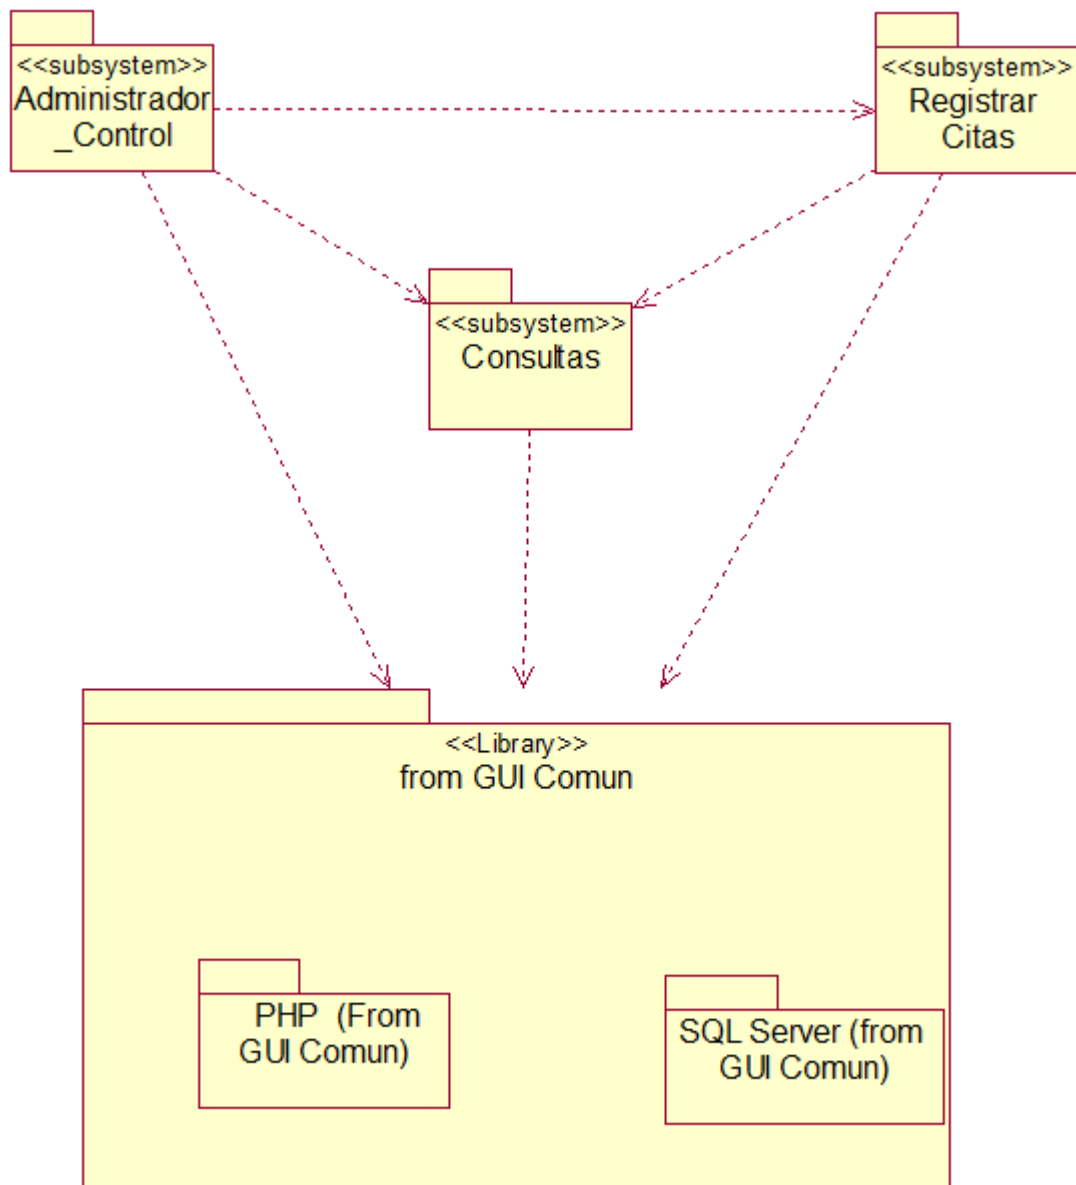 <<subsystem>>
Administrador
_Control
<<subsystem>>
Registrar
Citas
<<subsystem>>
Consultas
<<Library>>
from GUI Comun
PHP (From
GUI Comun)
SQL Server (from
GUI Comun)